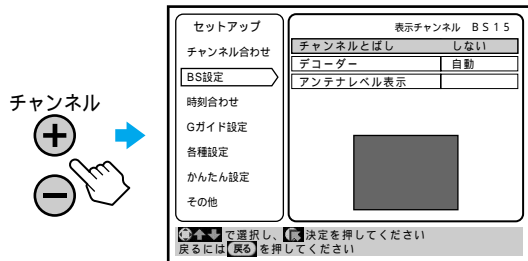 チャンネル
セットアップ
チャンネル合わせ
BS設定
時刻合わせ
Gガイド設定
各種設定
かんたん設定
その他
表示チャンネル BS15
チャンネルとばし しない
デコーダー 自動
アンテナレベル表示
で選択し、決定を押してください
戻るには 戻る を押してください